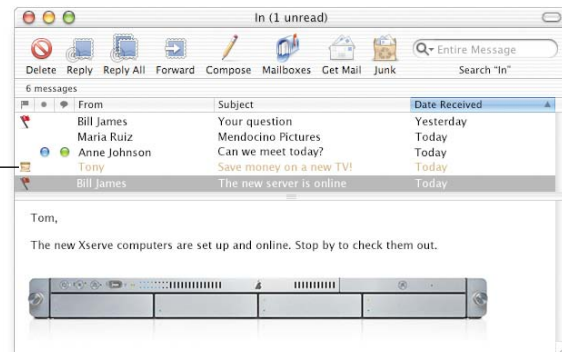 In (1 unread)
Delete Reply Reply All Forward Compose Mailboxes Get Mail Junk Search "In"
Entire Message
6 messages
From Subject Date Received
Bill James Your question Yesterday
Maria Ruiz Mendocino Pictures Today
Anne Johnson Can we meet today? Today
Tony Save money on a new TV! Today
Bill James The new server is online Today
Tom,
The new Xserve computers are set up and online. Stop by to check them out.